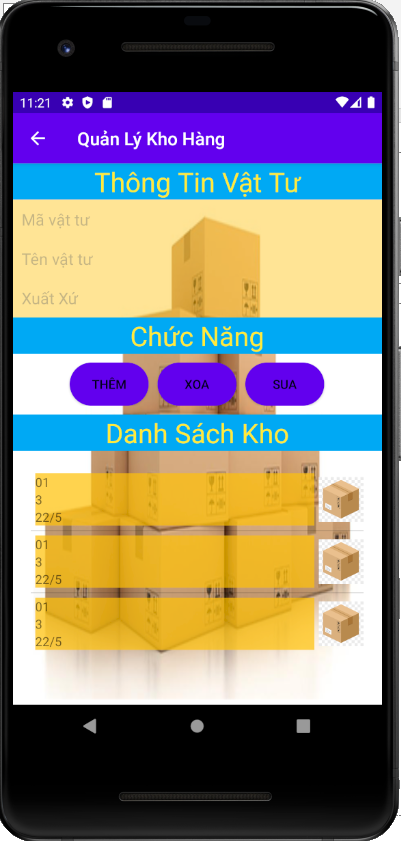 11:21
Quản Lý Kho Hàng
Thông Tin Vật Tư
Mã vật tư
Tên vật tư
Xuất Xứ
Chức Năng
THÊM XOA SUA
Danh Sách Kho
01
3
22/5
01
3
22/5
01
3
22/5